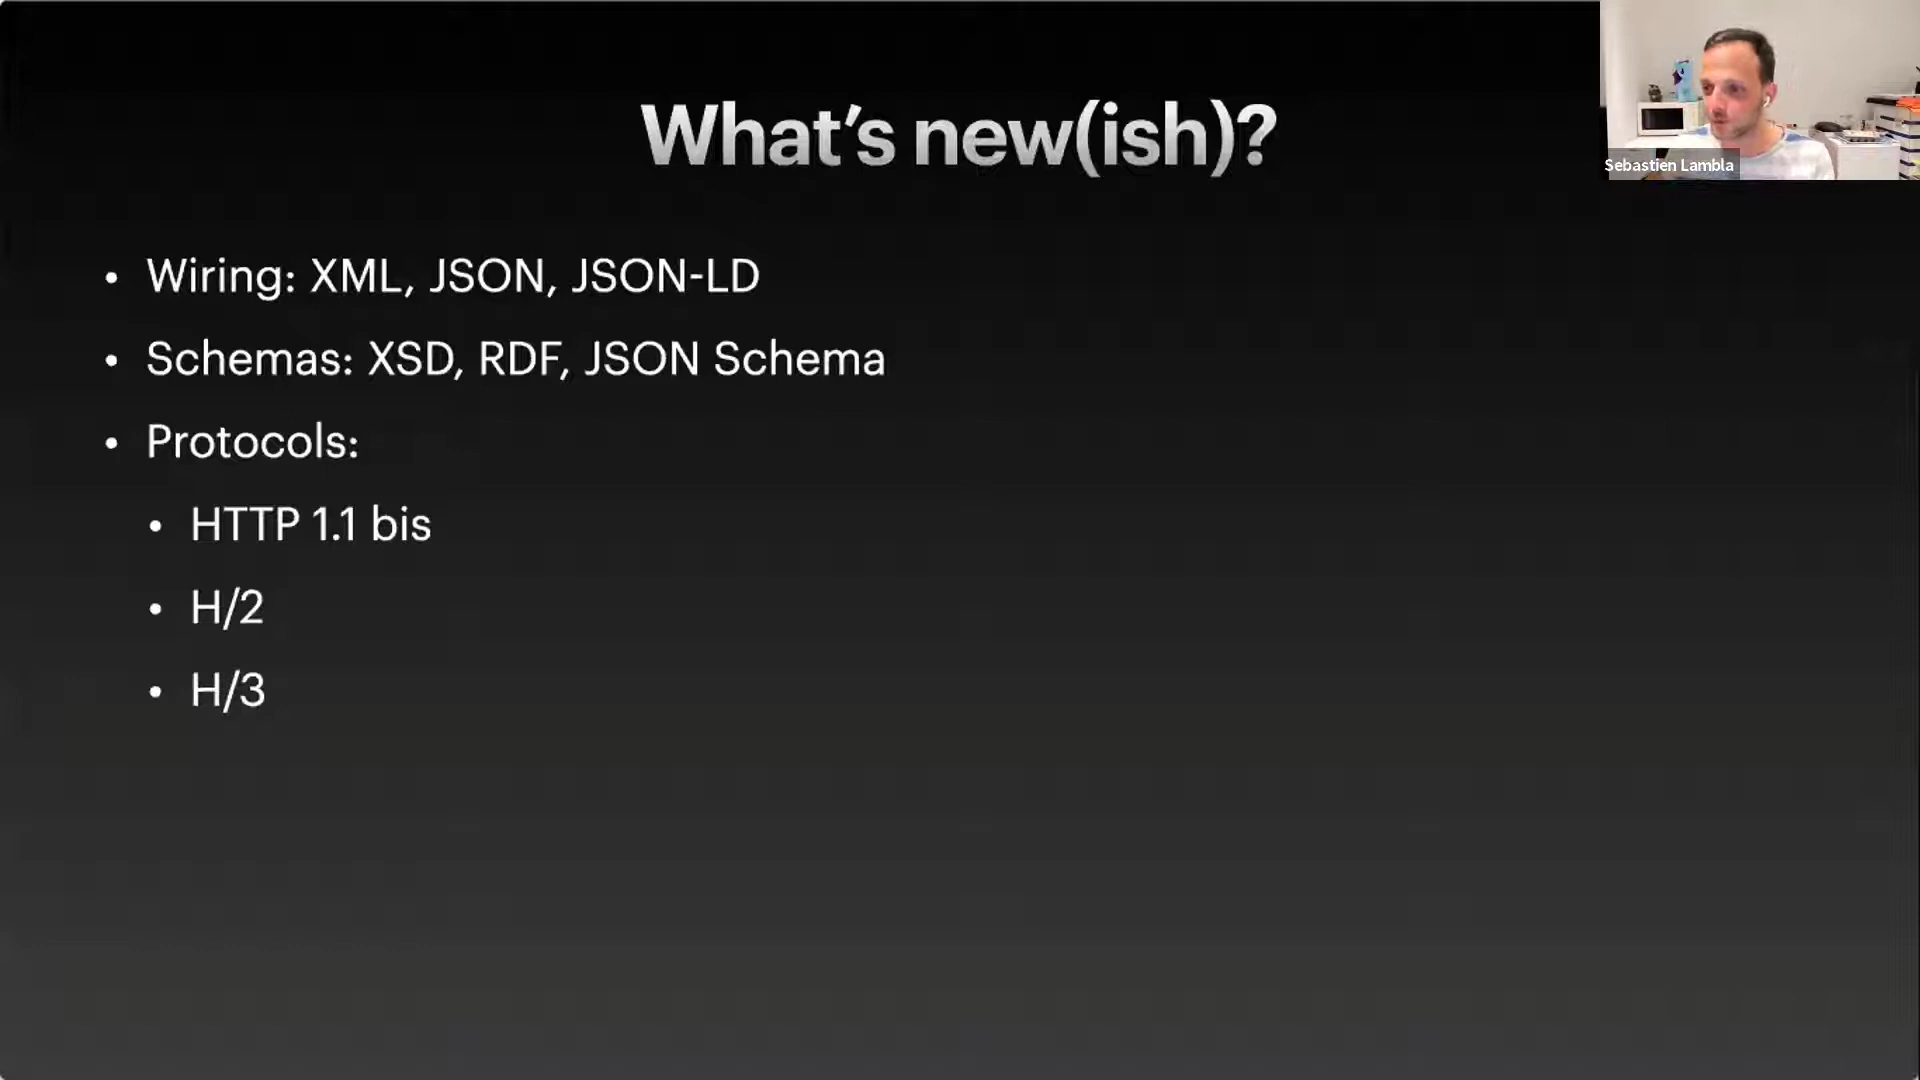 What's new(ish)?
Sebastien Lambla
• Wiring: XML, JSON, JSON-LD
• Schemas: XSD, RDF, JSON Schema
• Protocols:
• HTTP 1.1 bis
• H/2
• H/3